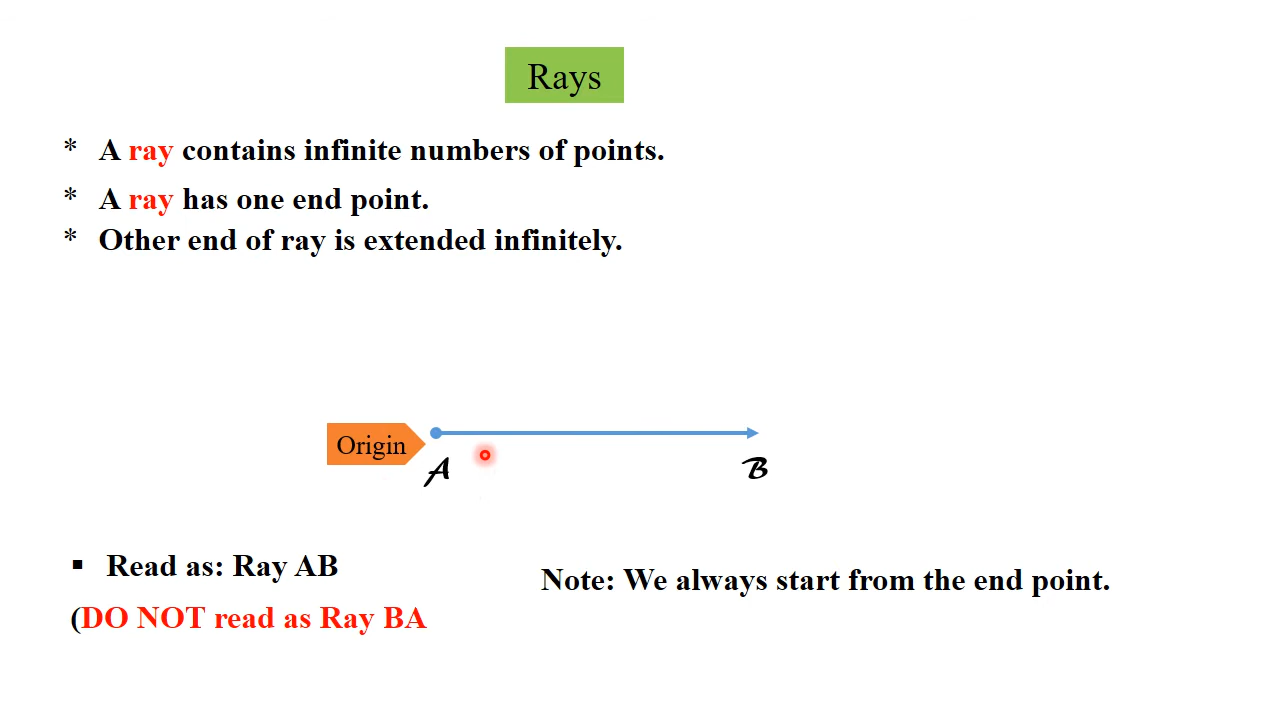 Rays
* A ray contains infinite numbers of points.
* A ray has one end point.
* Other end of ray is extended infinitely.
Origin
A B
▪ Read as: Ray AB
Note: We always start from the end point.
(DO NOT read as Ray BA